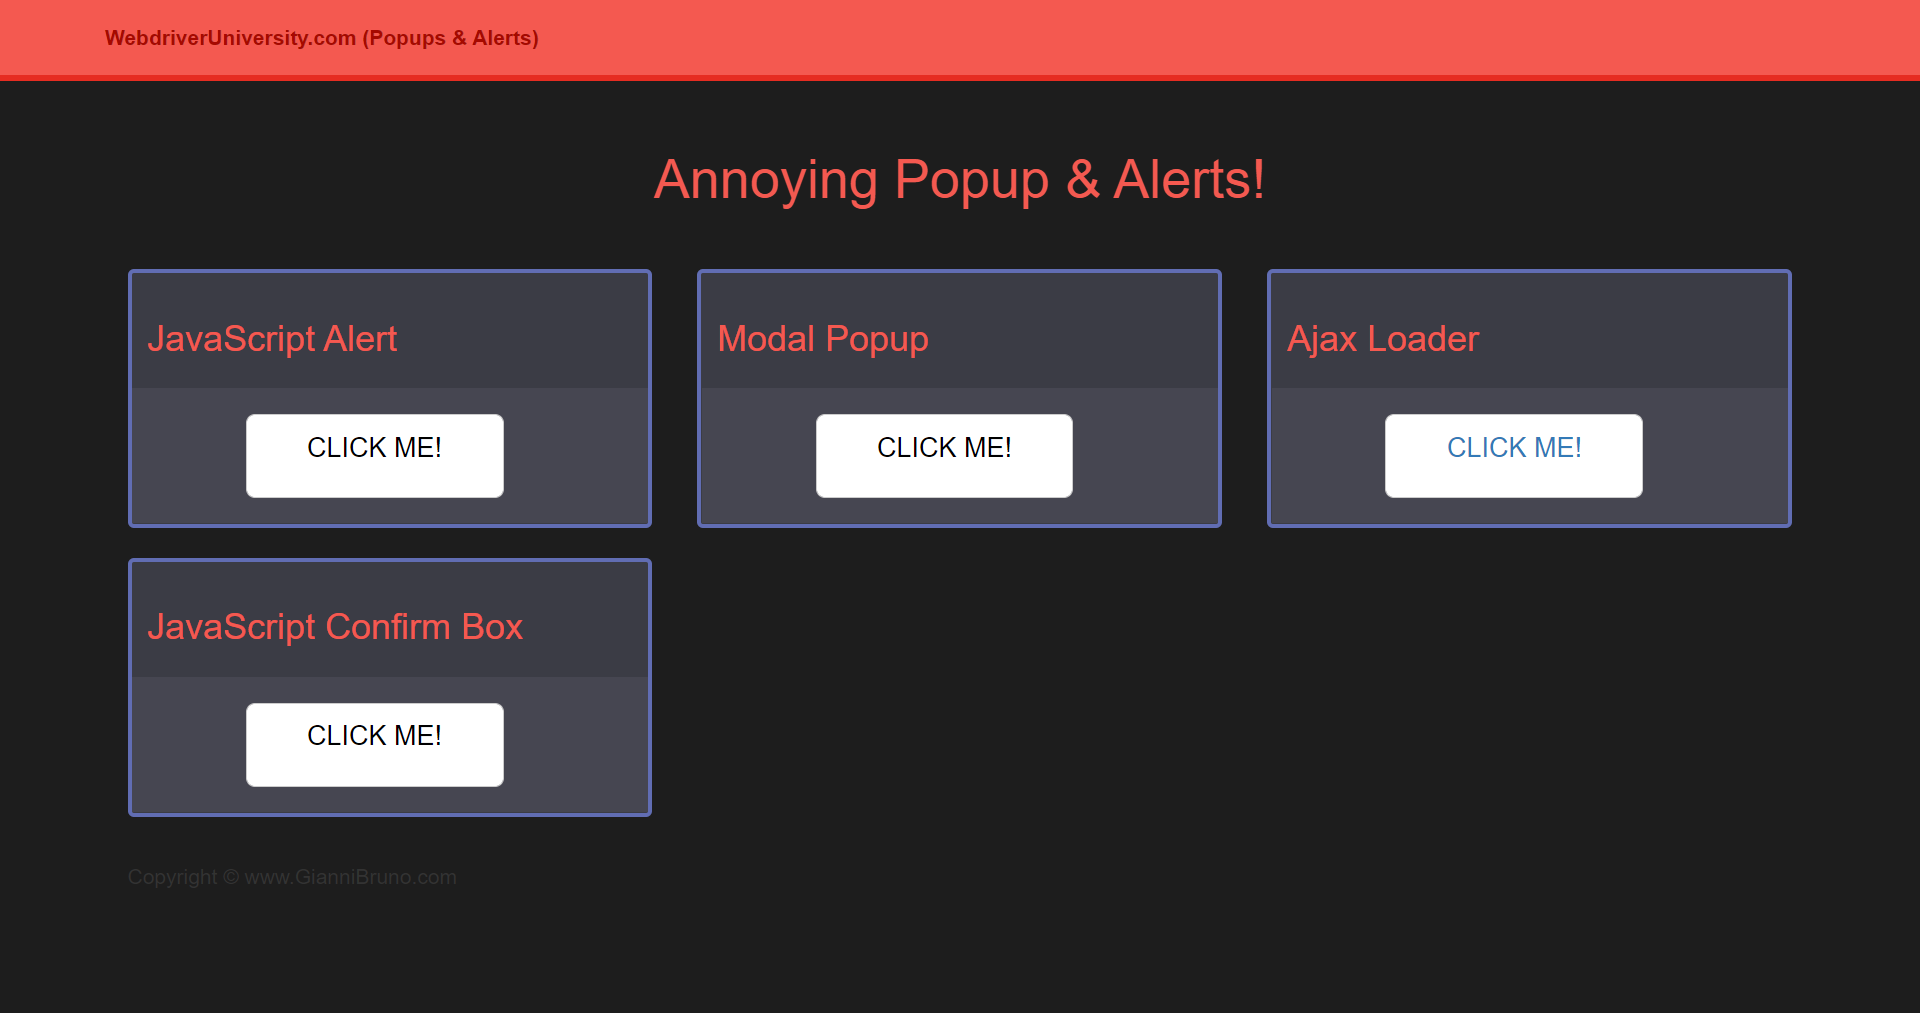 WebdriverUniversity.com (Popups & Alerts)
Annoying Popup & Alerts!
JavaScript Alert
CLICK ME!
Modal Popup
CLICK ME!
Ajax Loader
CLICK ME!
JavaScript Confirm Box
CLICK ME!
Copyright © www.GianniBruno.com